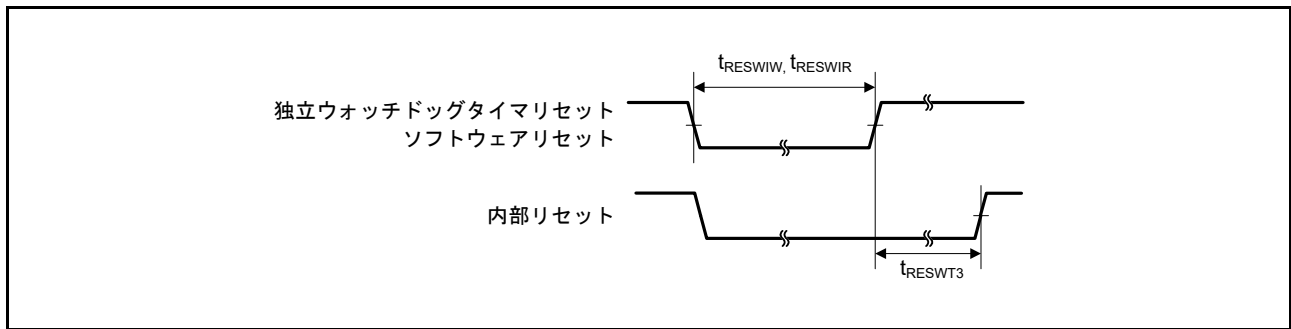 tRESWIW, tRESWIR
独立ウォッチドッグタイマリセット
ソフトウェアリセット
内部リセット
tRESWT3